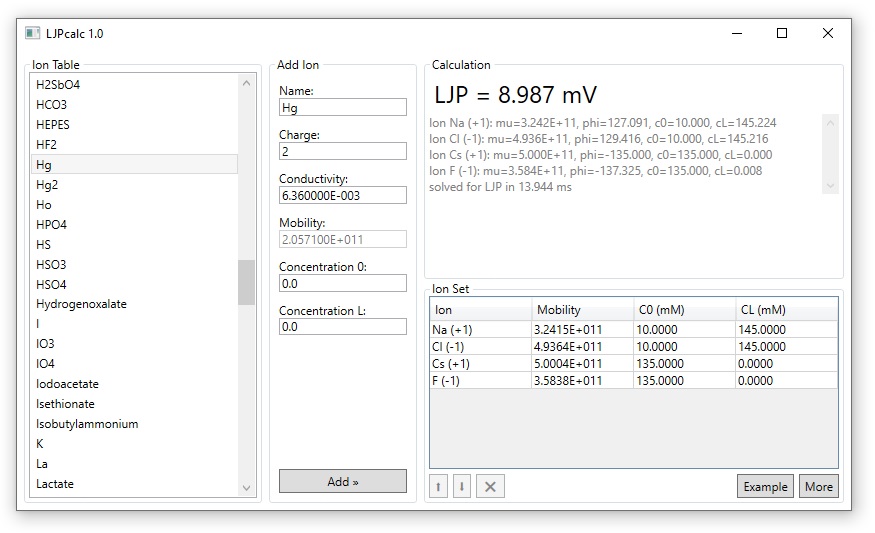 LJPcalc 1.0
Ion Table
H2SbO4
HCO3
HEPES
HF2
Hg
Hg2
Ho
HPO4
HS
HSO3
HSO4
Hydrogenoxalate
I
IO3
IO4
Iodoacetate
Isethionate
Isobutylammonium
K
La
Lactate
Add Ion
Name:
Hg
Charge:
2
Conductivity:
6.360000E-003
Mobility:
2.057100E+011
Concentration 0:
0.0
Concentration L:
0.0
Add »
Calculation
LJP = 8.987 mV
Ion Na (+1): mu=3.242E+11, phi=127.091, c0=10.000, cL=145.224
Ion Cl (-1): mu=4.936E+11, phi=129.416, c0=10.000, cL=145.216
Ion Cs (+1): mu=5.000E+11, phi=-135.000, c0=135.000, cL=0.000
Ion F (-1): mu=3.584E+11, phi=-137.325, c0=135.000, cL=0.008
solved for LJP in 13.944 ms
Ion Set
Ion Mobility C0 (mM) CL (mM)
Na (+1) 3.2415E+011 10.0000 145.0000
Cl (-1) 4.9364E+011 10.0000 145.0000
Cs (+1) 5.0004E+011 135.0000 0.0000
F (-1) 3.5838E+011 135.0000 0.0000
Example More